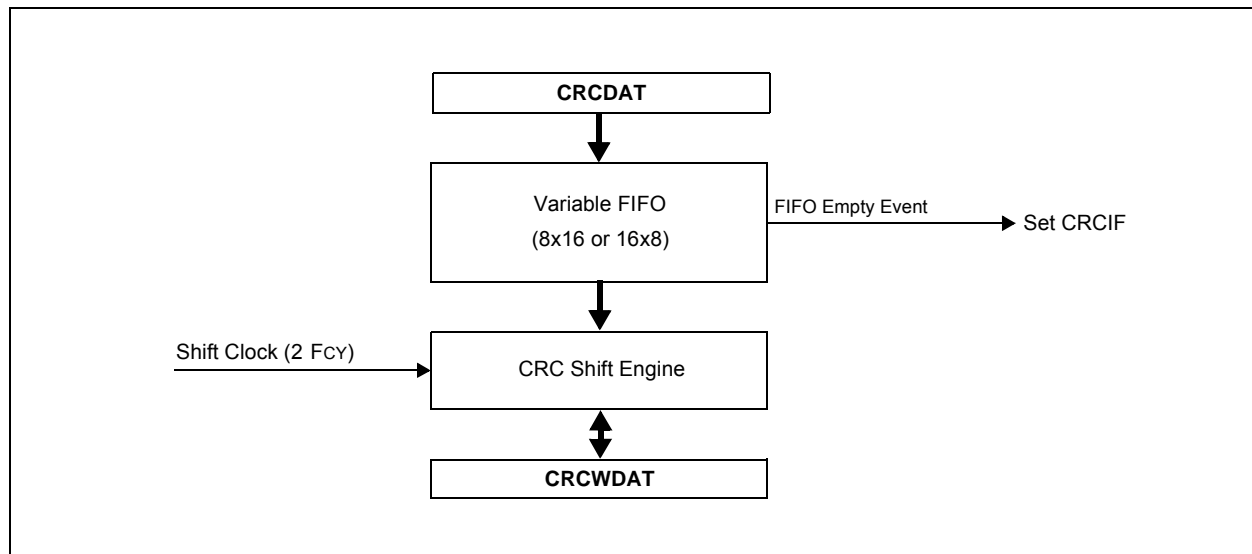 CRCDAT
Variable FIFO
(8x16 or 16x8)
FIFO Empty Event
Set CRCIF
Shift Clock (2 FCY)
CRC Shift Engine
CRCWDAT